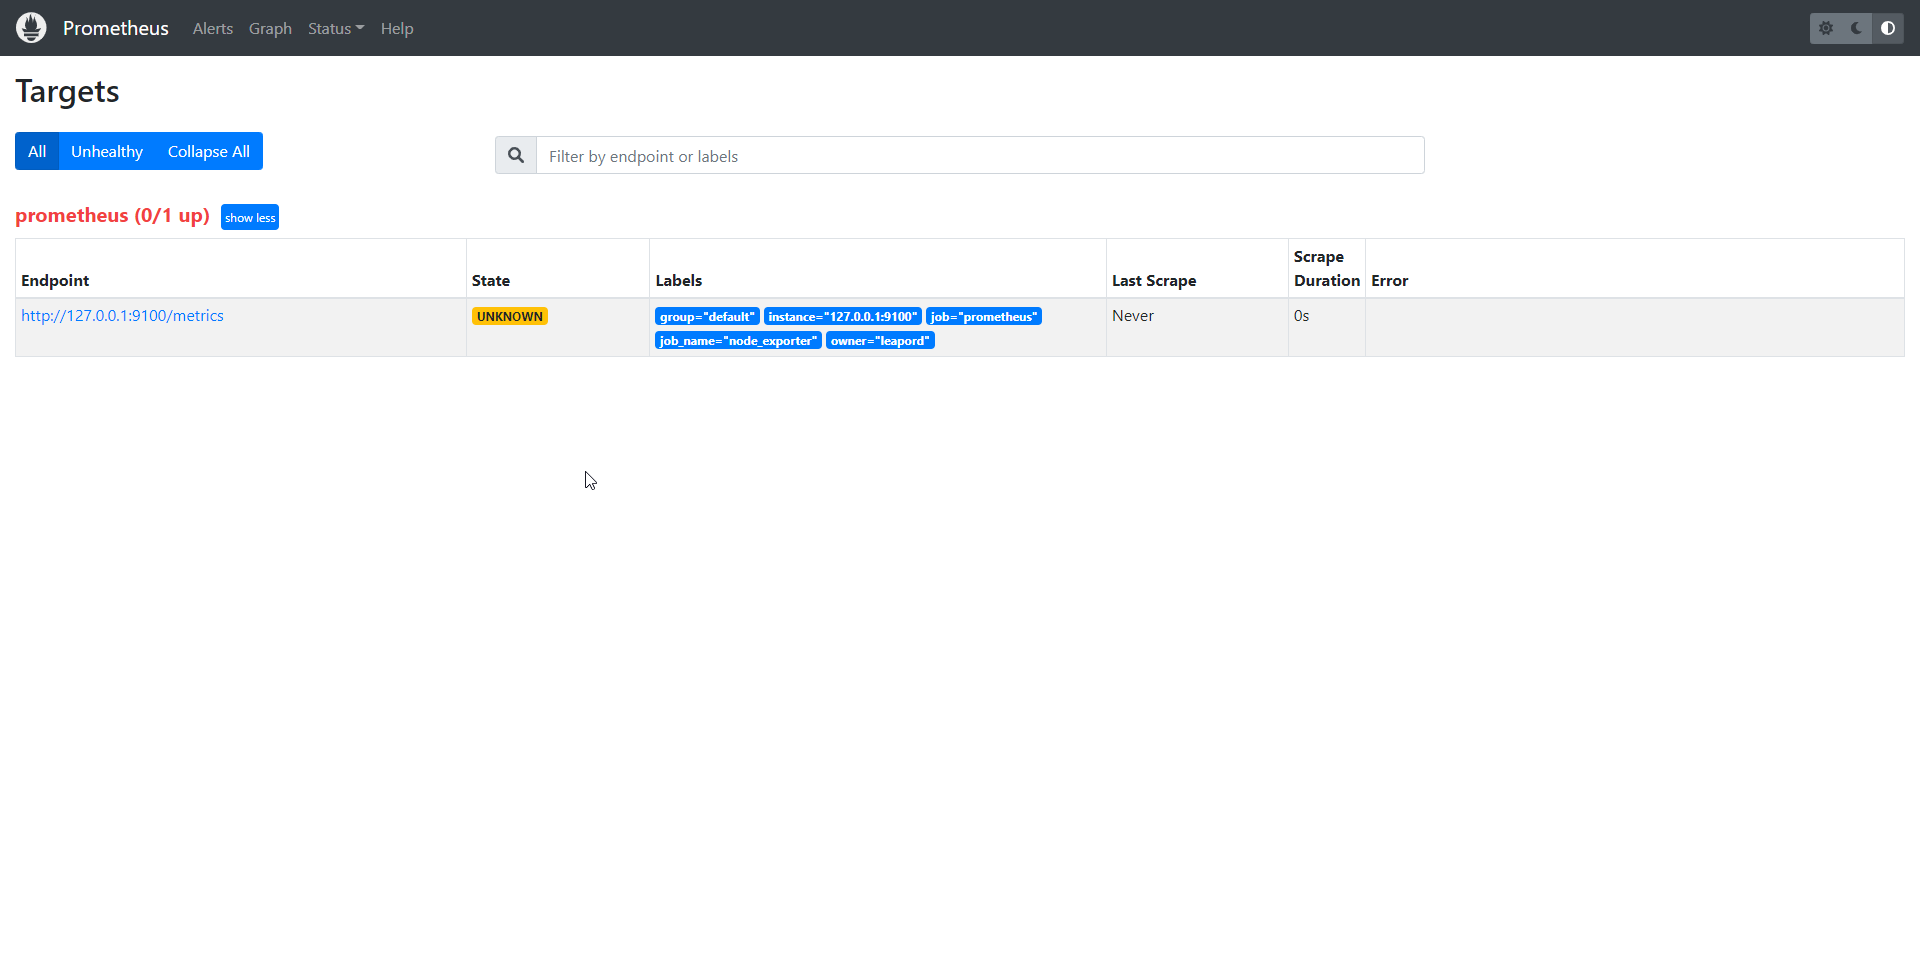 Prometheus Alerts Graph Status Help
Targets
All Unhealthy Collapse All
Filter by endpoint or labels
prometheus (0/1 up) show less
Endpoint State Labels Last Scrape Scrape Duration Error
http://127.0.0.1:9100/metrics UNKNOWN group="default" instance="127.0.0.1:9100" job="prometheus" Never 0s
job_name="node_exporter" owner="leapord"